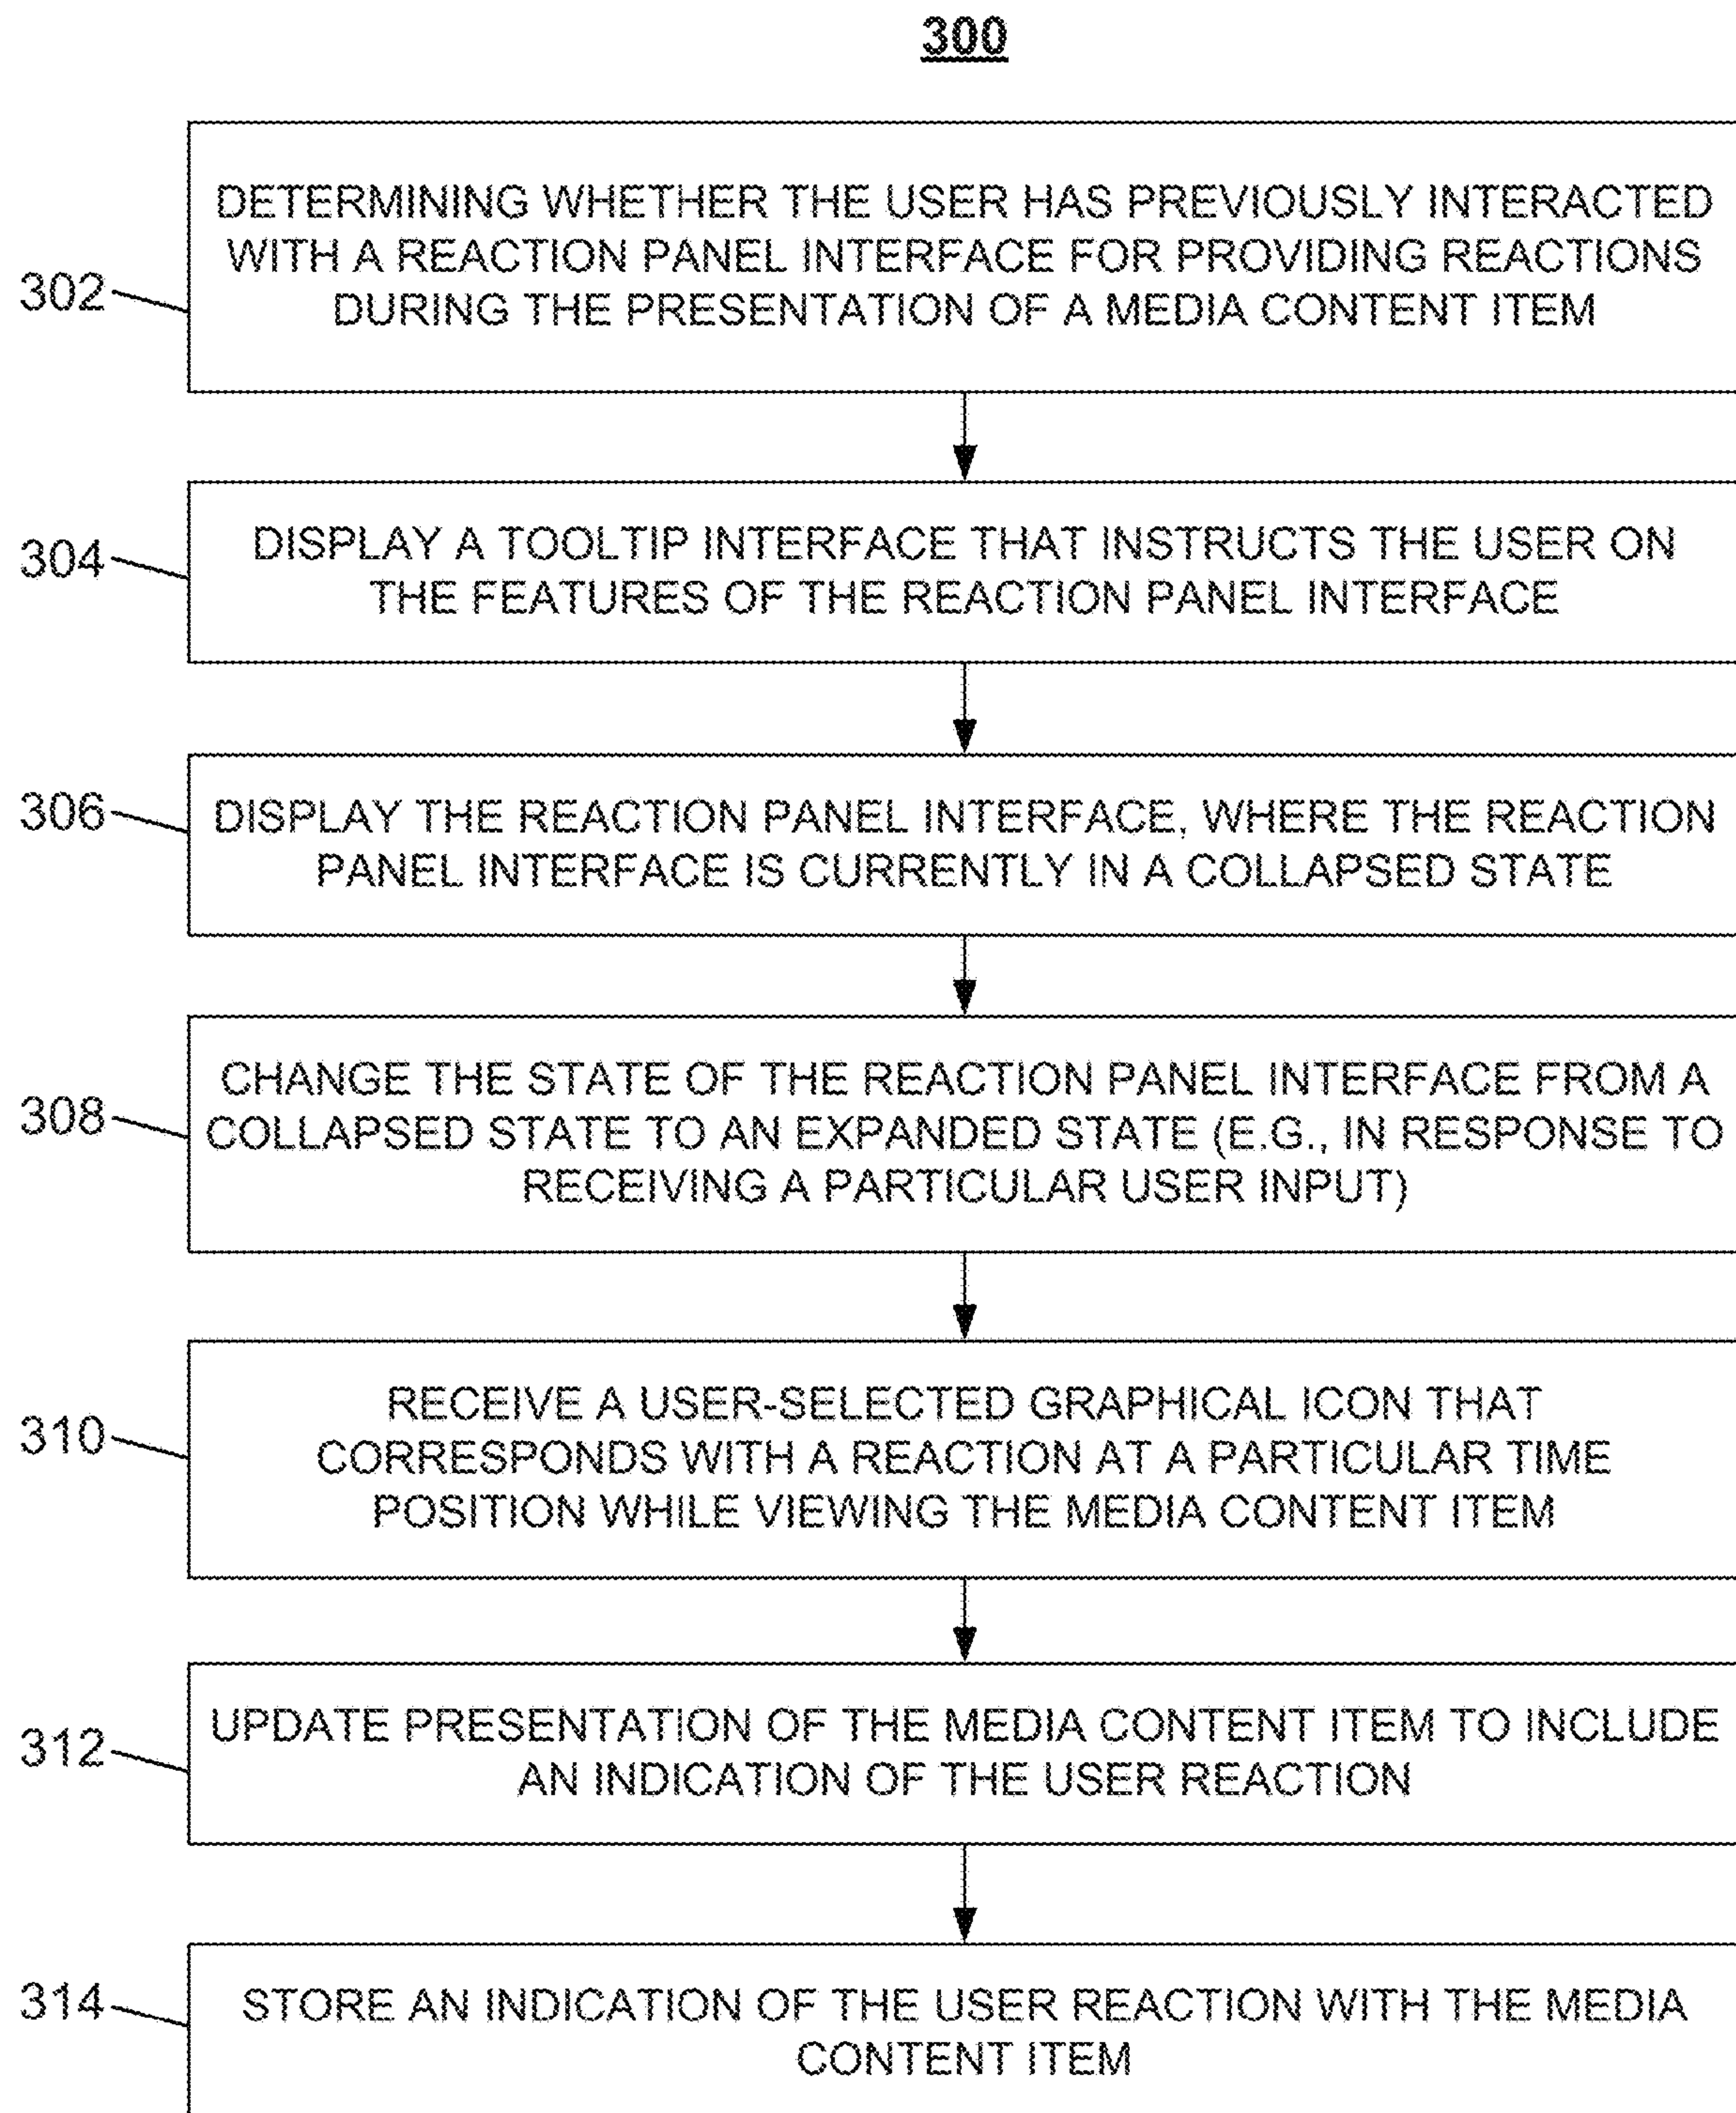 300
302
DETERMINING WHETHER THE USER HAS PREVIOUSLY INTERACTED
WITH A REACTION PANEL INTERFACE FOR PROVIDING REACTIONS
DURING THE PRESENTATION OF A MEDIA CONTENT ITEM
304
DISPLAY A TOOLTIP INTERFACE THAT INSTRUCTS THE USER ON
THE FEATURES OF THE REACTION PANEL INTERFACE
306
DISPLAY THE REACTION PANEL INTERFACE, WHERE THE REACTION
PANEL INTERFACE IS CURRENTLY IN A COLLAPSED STATE
308
CHANGE THE STATE OF THE REACTION PANEL INTERFACE FROM A
COLLAPSED STATE TO AN EXPANDED STATE (E.G., IN RESPONSE TO
RECEIVING A PARTICULAR USER INPUT)
310
RECEIVE A USER-SELECTED GRAPHICAL ICON THAT
CORRESPONDS WITH A REACTION AT A PARTICULAR TIME
POSITION WHILE VIEWING THE MEDIA CONTENT ITEM
312
UPDATE PRESENTATION OF THE MEDIA CONTENT ITEM TO INCLUDE
AN INDICATION OF THE USER REACTION
314
STORE AN INDICATION OF THE USER REACTION WITH THE MEDIA
CONTENT ITEM